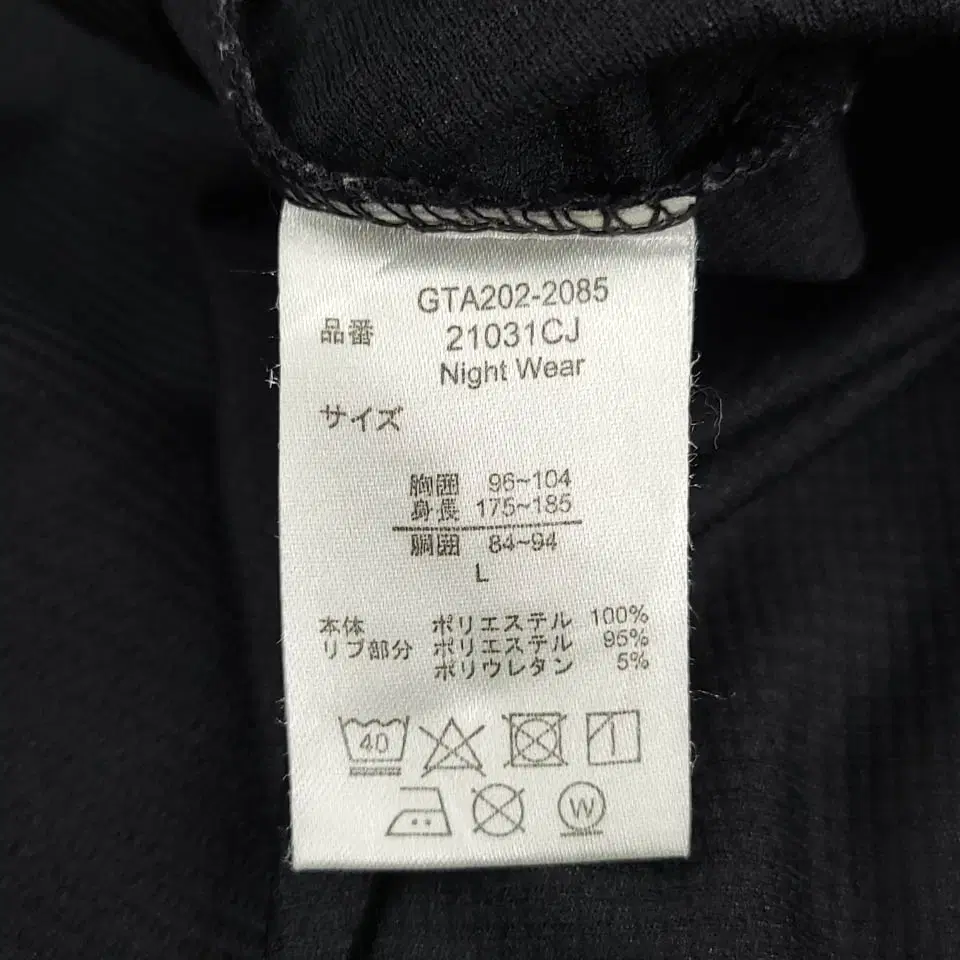 GTA202-2085
品番 21031CJ
Night Wear
サイズ
胸囲 96~104
身長 175~185
胴囲 84~94
L
本体 ポリエステル 100%
リブ部分 ポリエステル 95%
ポリウレタン 5%
40
W